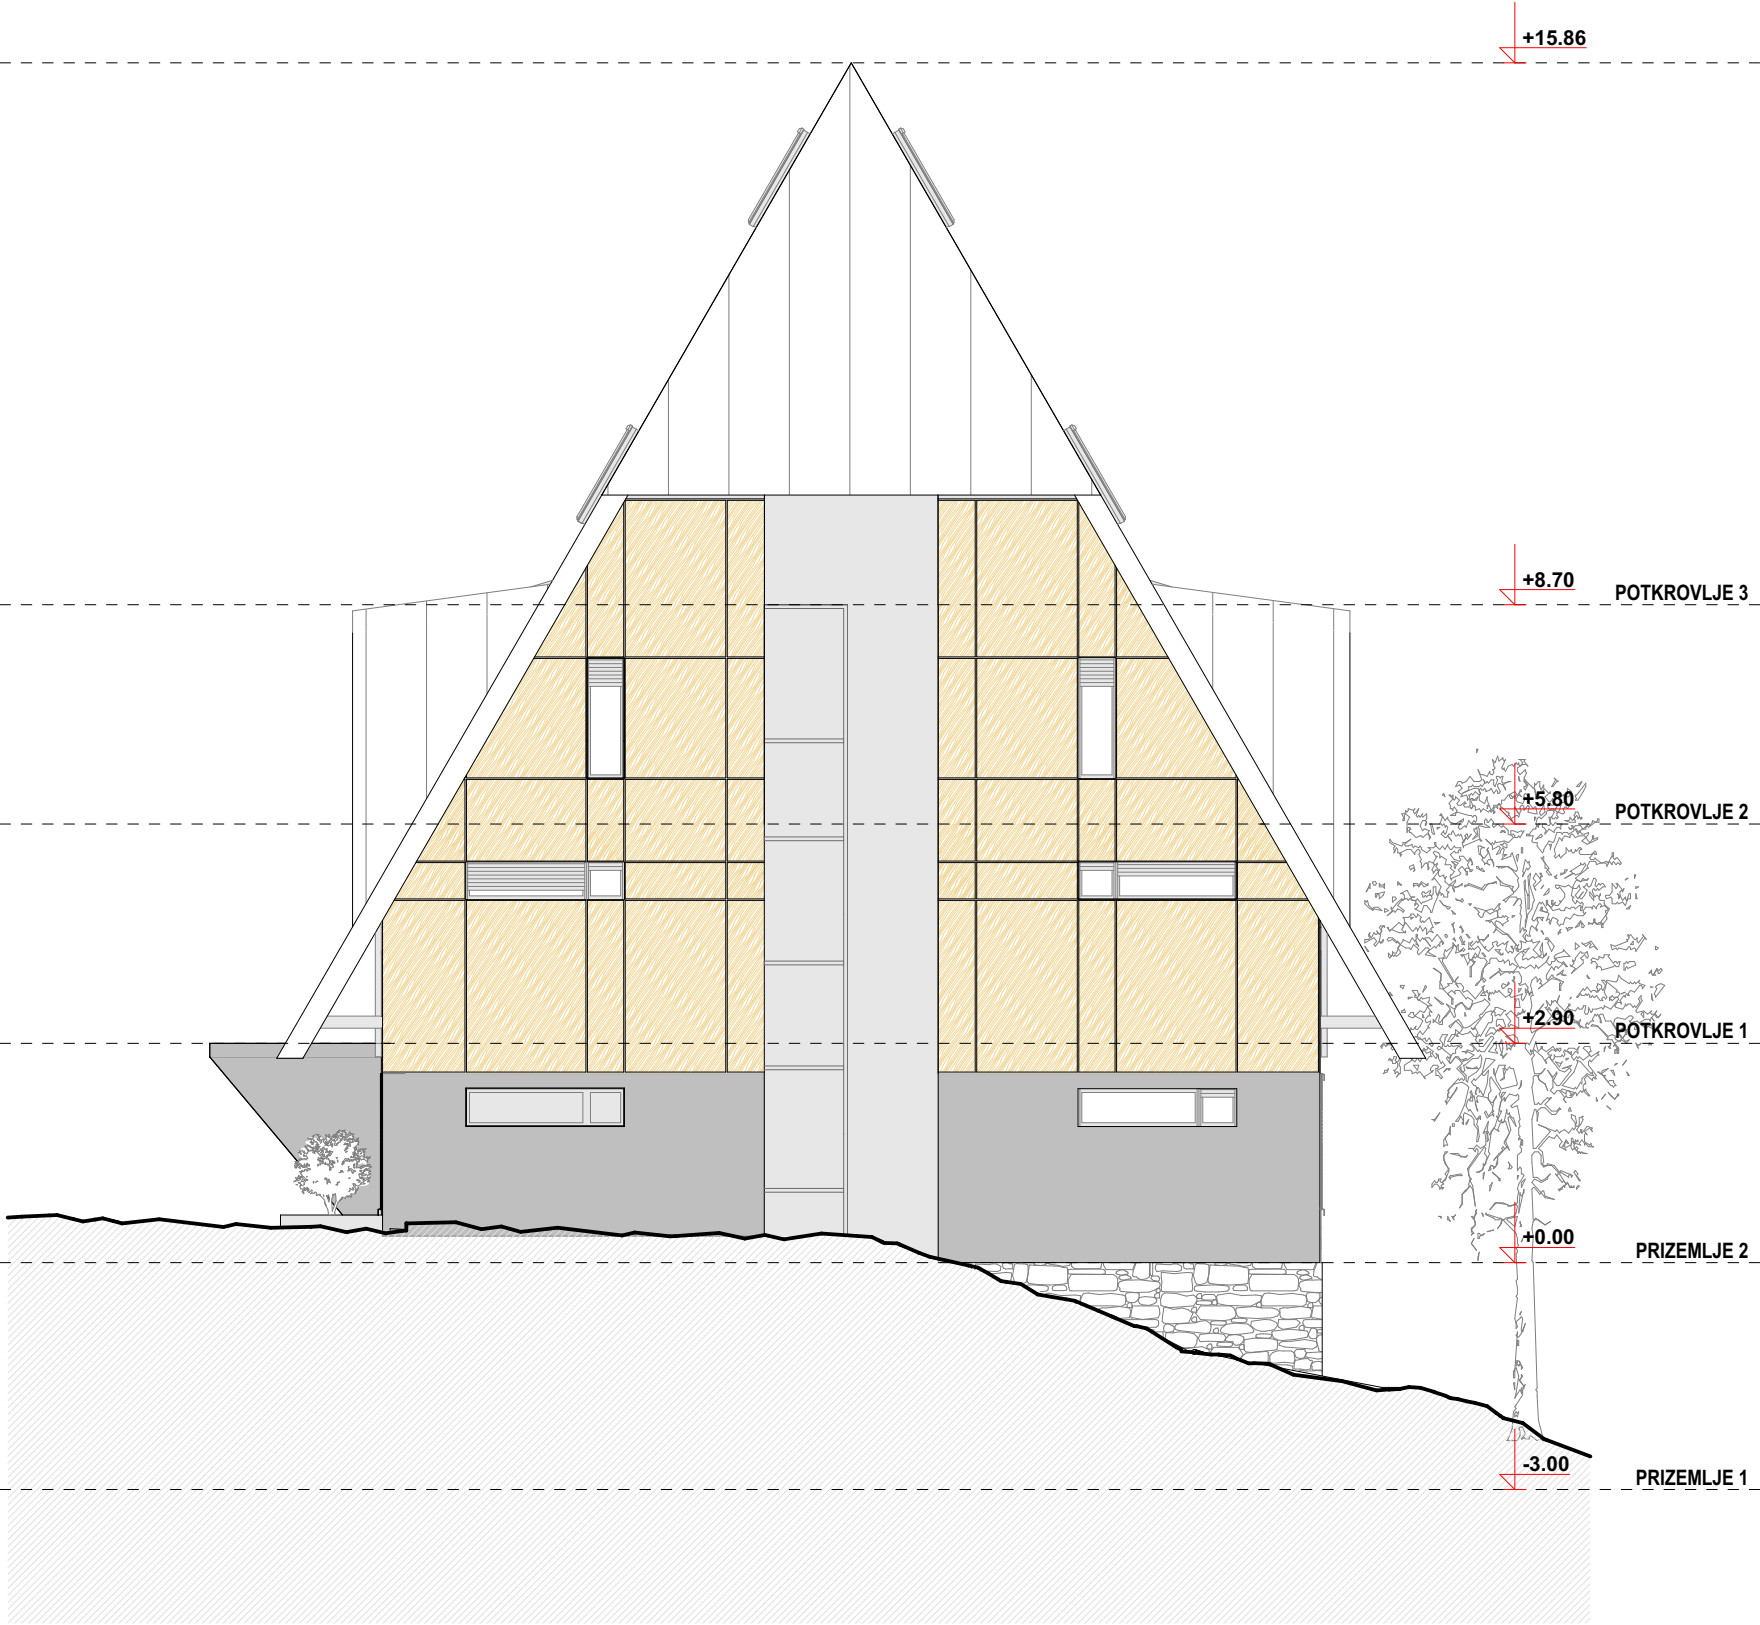 +15.86
+8.70 POTKROVLJE 3
+5.80 POTKROVLJE 2
+2.90 POTKROVLJE 1
+0.00 PRIZEMLJE 2
-3.00 PRIZEMLJE 1